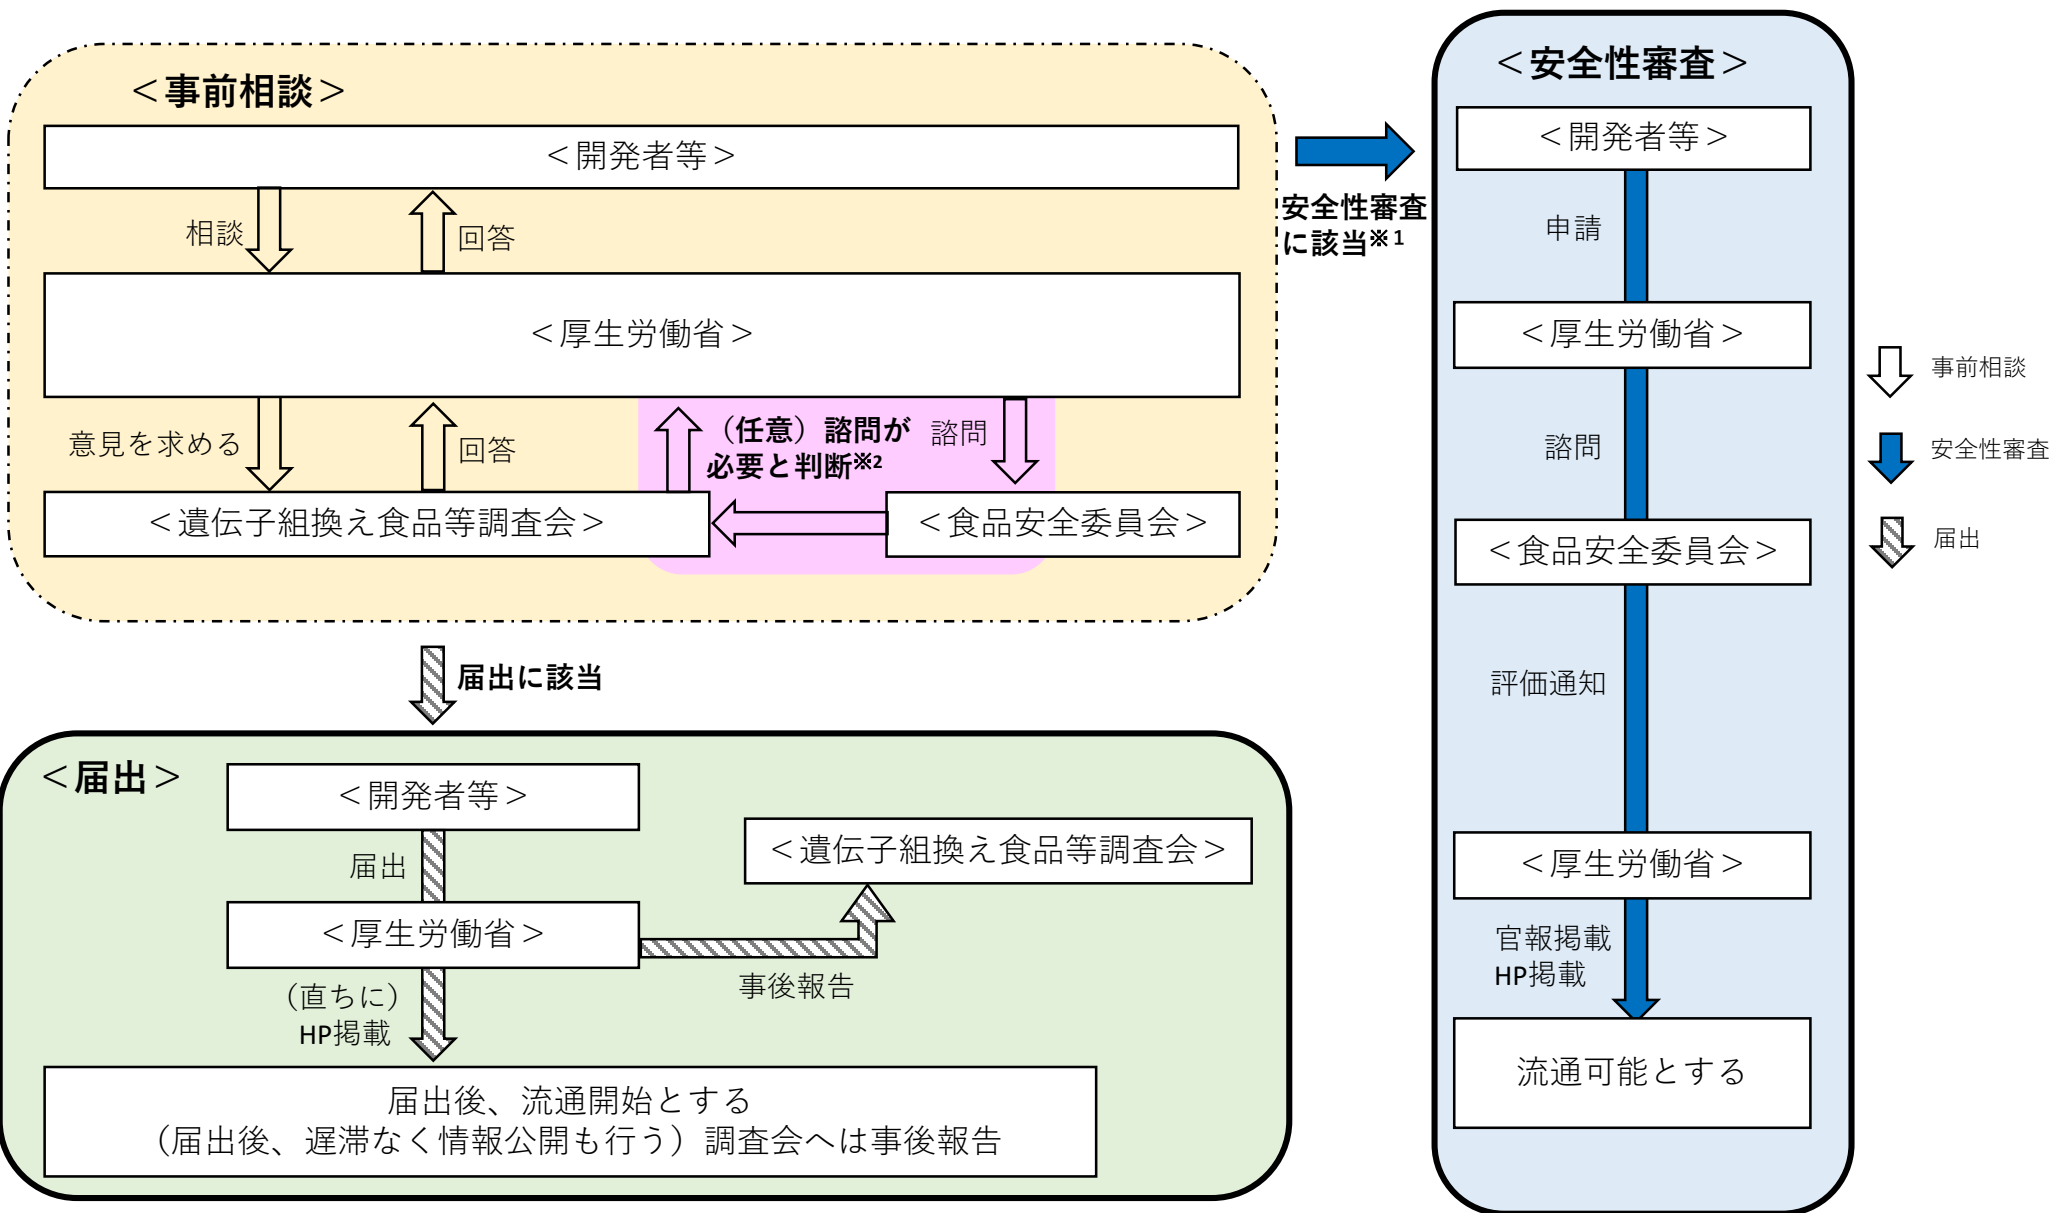 ＜事前相談＞
＜開発者等＞
相談
回答
＜厚生労働省＞
意見を求める
回答
（任意）諮問が
必要と判断※2
諮問
＜遺伝子組換え食品等調査会＞
＜食品安全委員会＞
安全性審査
に該当※1
届出に該当
＜届出＞
＜開発者等＞
届出
＜厚生労働省＞
＜遺伝子組換え食品等調査会＞
事後報告
（直ちに）
HP掲載
届出後、流通開始とする
（届出後、遅滞なく情報公開も行う）調査会へは事後報告
＜安全性審査＞
＜開発者等＞
申請
＜厚生労働省＞
諮問
＜食品安全委員会＞
評価通知
＜厚生労働省＞
官報掲載
HP掲載
流通可能とする
事前相談
安全性審査
届出